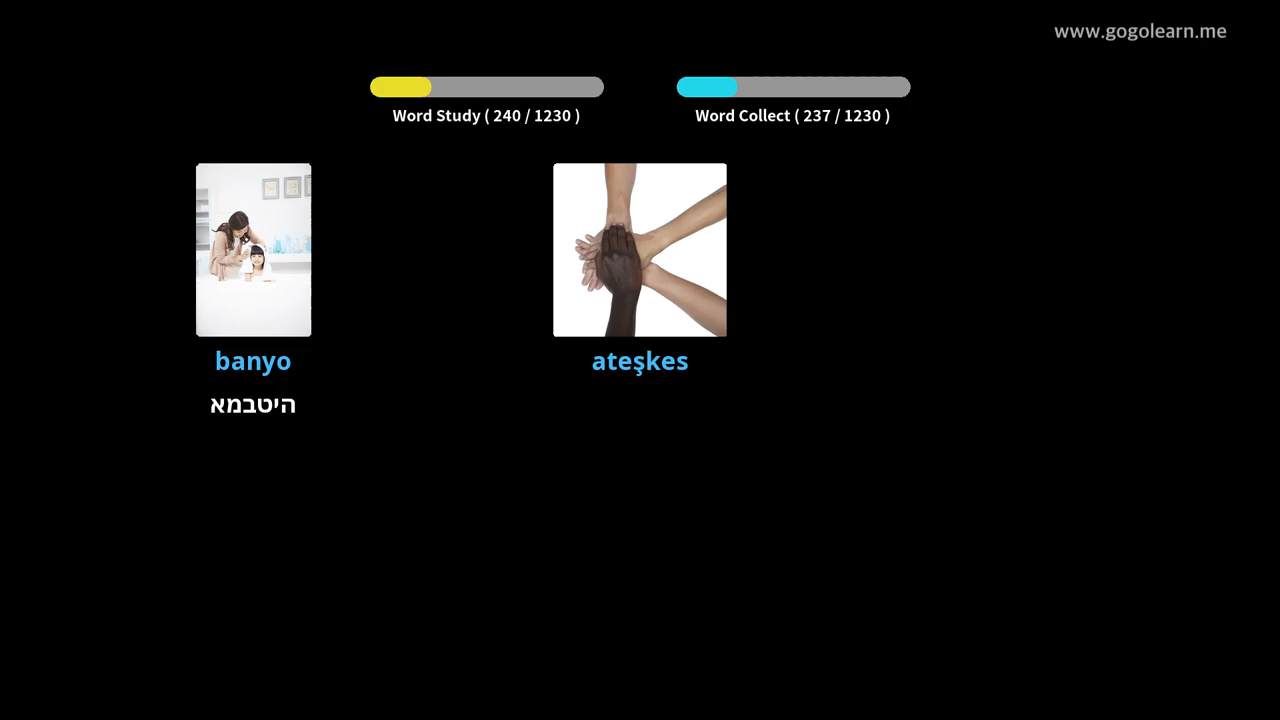 www.gogolearn.me
Word Study ( 240 / 1230 )
Word Collect ( 237 / 1230 )
banyo
ateşkes
היטבמא